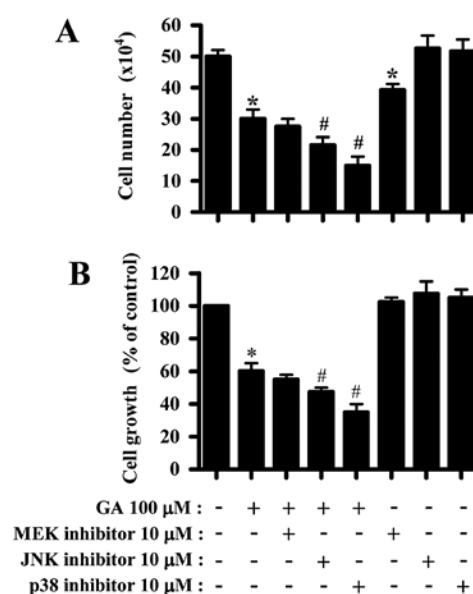 A
Cell number (x10⁴)
60
50
40
30
20
10
0
* # # *
B
Cell growth (% of control)
120
100
80
60
40
20
0
* # #
GA 100 µM : - + + + + - - -
MEK inhibitor 10 µM : - - + - - + - -
JNK inhibitor 10 µM : - - - + - - + -
p38 inhibitor 10 µM : - - - - + - - +